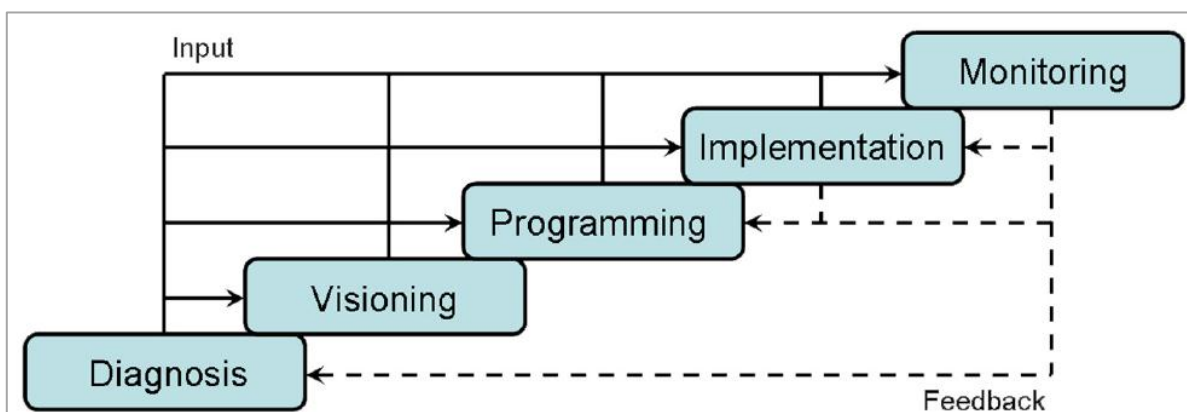 Input
Monitoring
Implementation
Programming
Visioning
Diagnosis
Feedback